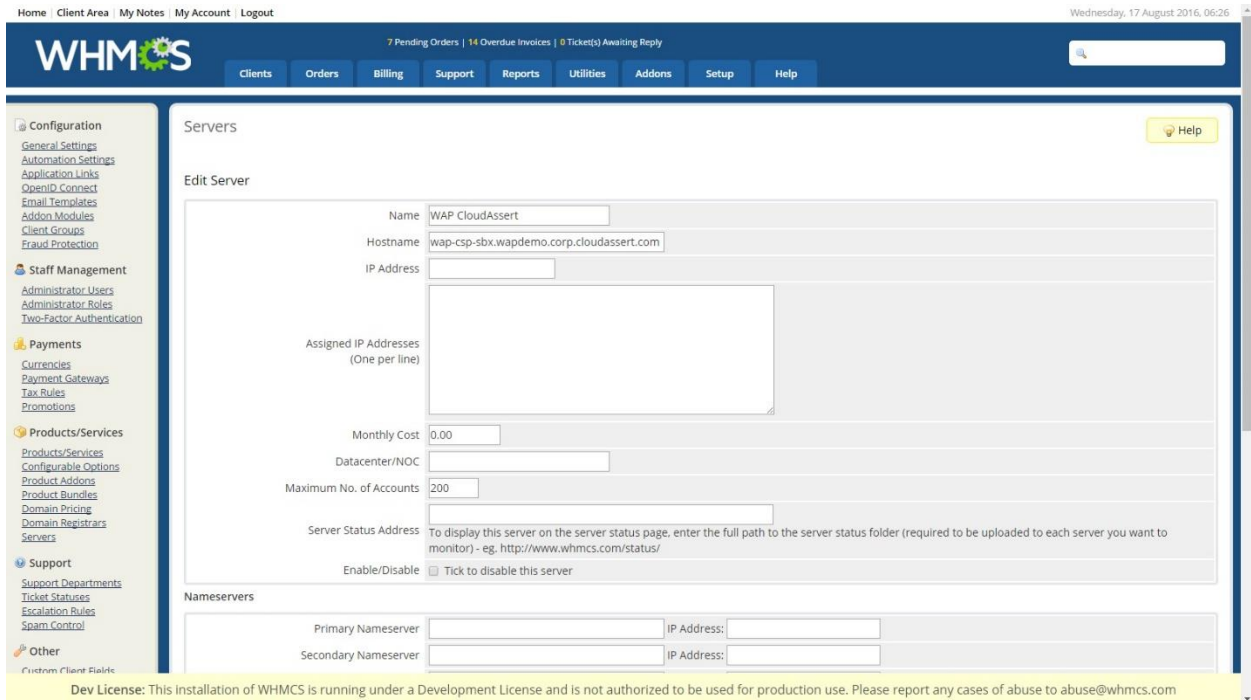 Home | Client Area | My Notes | My Account | Logout
Wednesday, 17 August 2016, 06:26
WHMCS
7 Pending Orders | 14 Overdue Invoices | 0 Ticket(s) Awaiting Reply
Clients Orders Billing Support Reports Utilities Addons Setup Help
Configuration
General Settings
Automation Settings
Application Links
OpenID Connect
Email Templates
Addon Modules
Client Groups
Fraud Protection
Staff Management
Administrator Users
Administrator Roles
Two-Factor Authentication
Payments
Currencies
Payment Gateways
Tax Rules
Promotions
Products/Services
Products/Services
Configurable Options
Product Addons
Product Bundles
Domain Pricing
Domain Registrars
Servers
Support
Support Departments
Ticket Statuses
Escalation Rules
Spam Control
Other
Custom Client Fields
Servers
Help
Edit Server
Name WAP CloudAssert
Hostname wap-csp-sbx.wapdemo.corp.cloudassert.com
IP Address
Assigned IP Addresses
(One per line)
Monthly Cost 0.00
Datacenter/NOC
Maximum No. of Accounts 200
Server Status Address To display this server on the server status page, enter the full path to the server status folder (required to be uploaded to each server you want to
monitor) - eg. http://www.whmcs.com/status/
Enable/Disable Tick to disable this server
Nameservers
Primary Nameserver IP Address:
Secondary Nameserver IP Address:
Dev License: This installation of WHMCS is running under a Development License and is not authorized to be used for production use. Please report any cases of abuse to abuse@whmcs.com